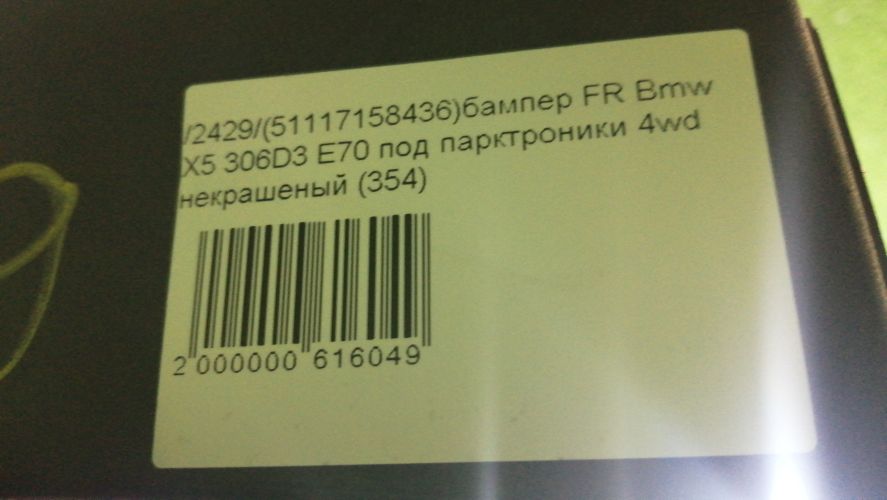 /2429/(51117158436)бампер FR Bmw
X5 306D3 E70 под парктроники 4wd
некрашеный (354)
2 000000 616049